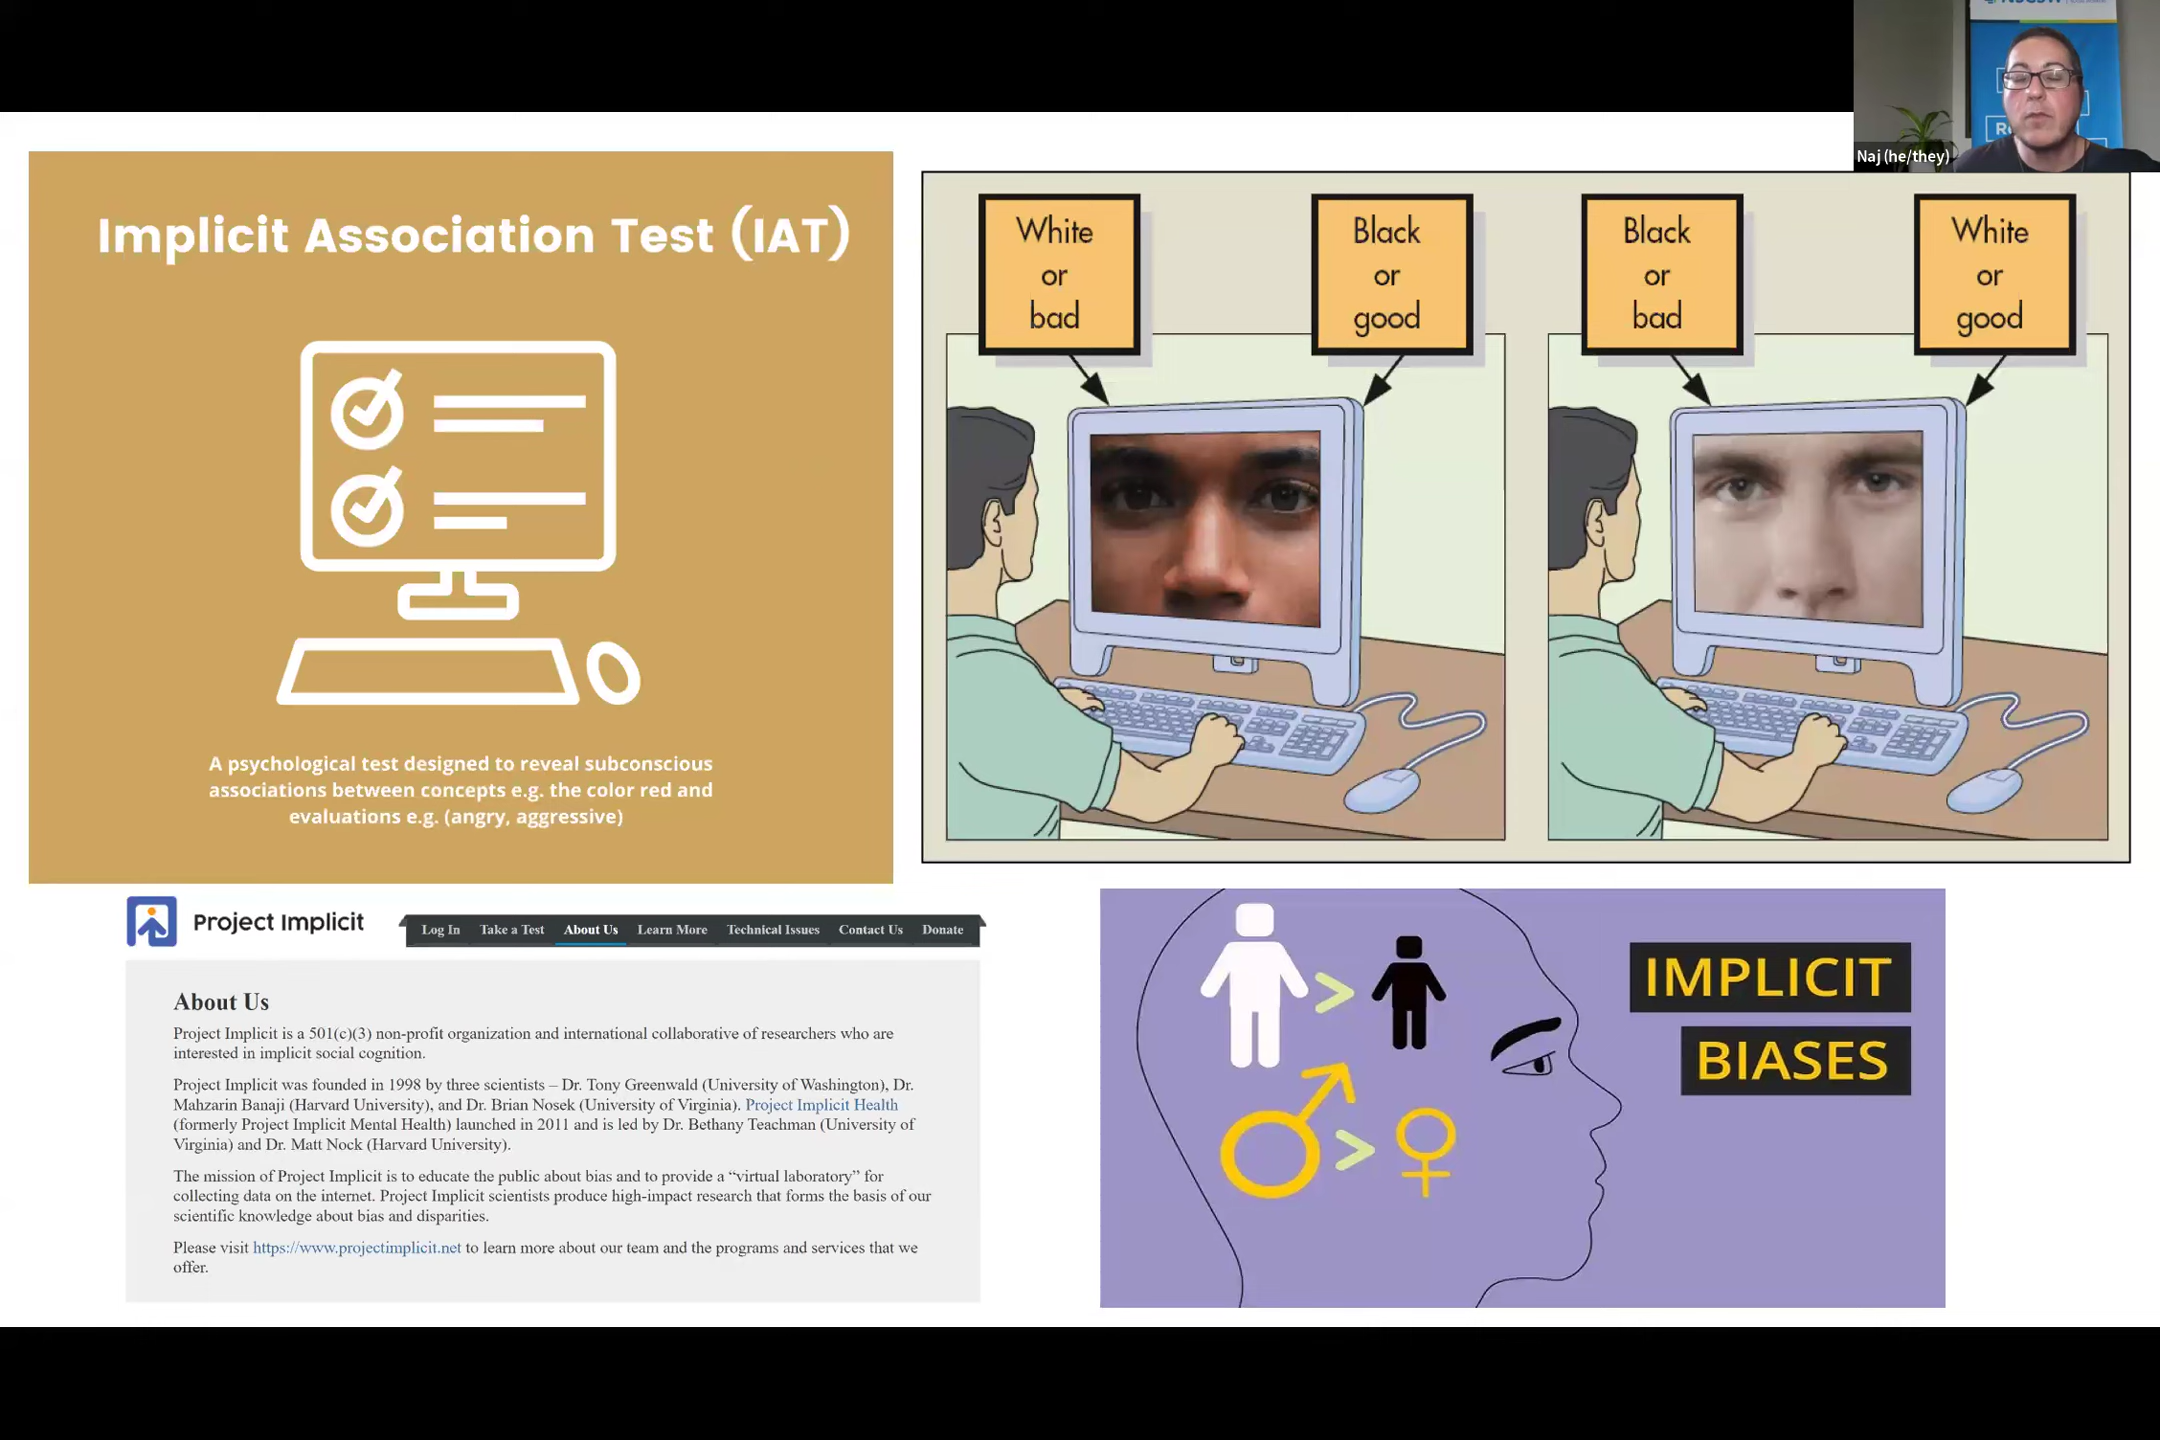 Naj (he/they)
Implicit Association Test (IAT)
A psychological test designed to reveal subconscious
associations between concepts e.g. the color red and
evaluations e.g. (angry, aggressive)
White
or
bad
Black
or
good
Black
or
bad
White
or
good
Project Implicit
Log In Take a Test About Us Learn More Technical Issues Contact Us Donate
About Us
Project Implicit is a 501(c)(3) non-profit organization and international collaborative of researchers who are
interested in implicit social cognition.
Project Implicit was founded in 1998 by three scientists – Dr. Tony Greenwald (University of Washington), Dr.
Mahzarin Banaji (Harvard University), and Dr. Brian Nosek (University of Virginia). Project Implicit Health
(formerly Project Implicit Mental Health) launched in 2011 and is led by Dr. Bethany Teachman (University of
Virginia) and Dr. Matt Nock (Harvard University).
The mission of Project Implicit is to educate the public about bias and to provide a “virtual laboratory” for
collecting data on the internet. Project Implicit scientists produce high-impact research that forms the basis of our
scientific knowledge about bias and disparities.
Please visit https://www.projectimplicit.net to learn more about our team and the programs and services that we
offer.
IMPLICIT
BIASES